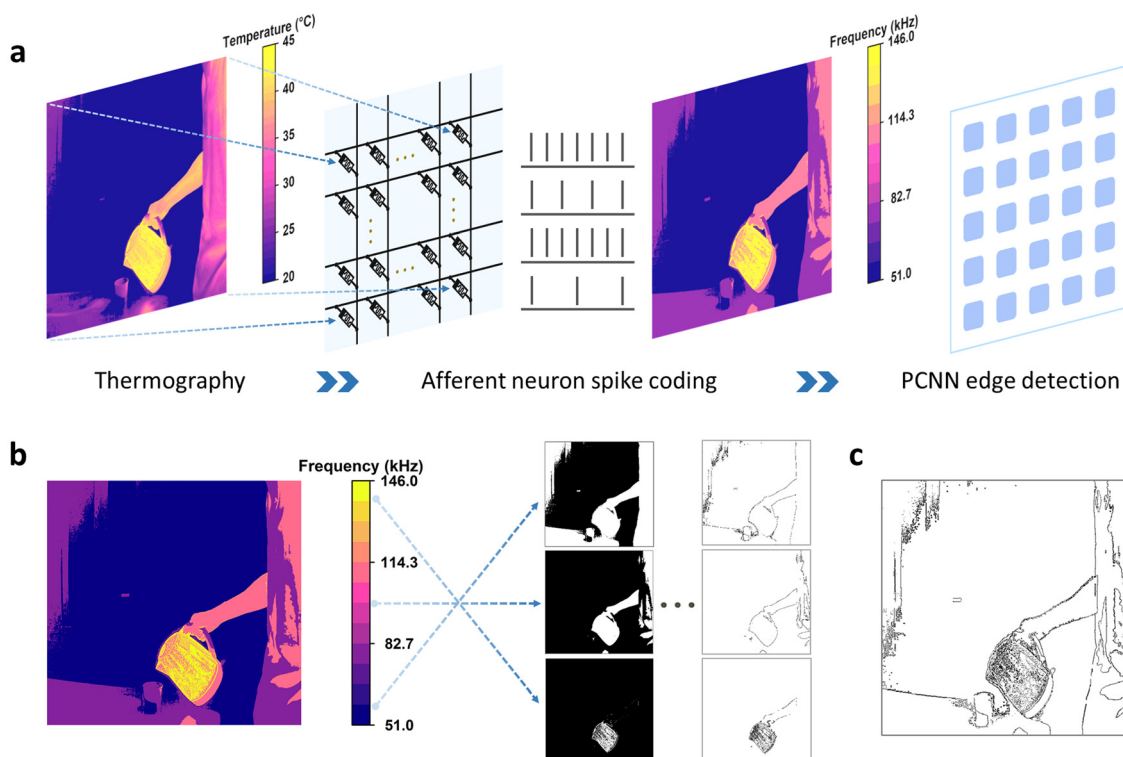 a
Temperature (°C)
45
40
35
30
25
20
Frequency (kHz)
146.0
114.3
82.7
51.0
Thermography
Afferent neuron spike coding
PCNN edge detection
b
Frequency (kHz)
146.0
114.3
82.7
51.0
c